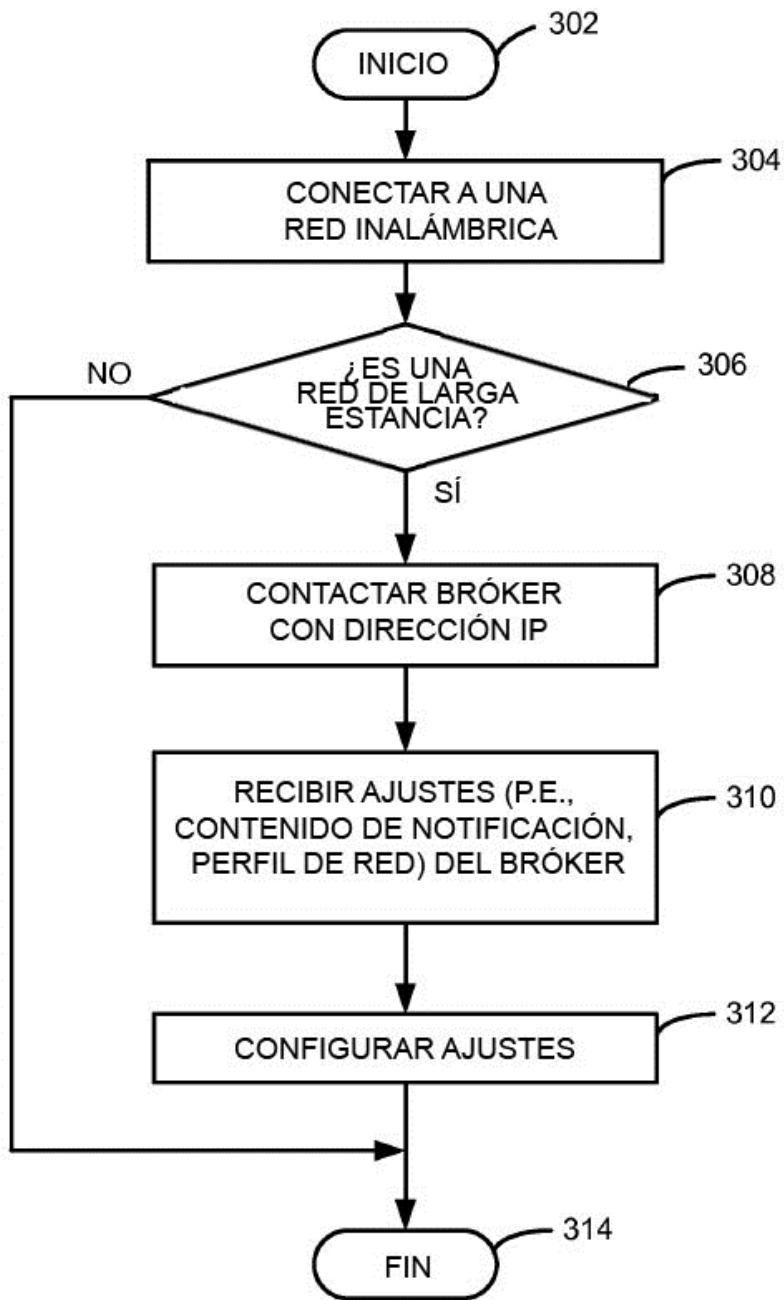 302
INICIO
304
CONECTAR A UNA
RED INALÁMBRICA
306
NO
¿ES UNA
RED DE LARGA
ESTANCIA?
SÍ
308
CONTACTAR BRÓKER
CON DIRECCIÓN IP
310
RECIBIR AJUSTES (P.E.,
CONTENIDO DE NOTIFICACIÓN,
PERFIL DE RED) DEL BRÓKER
312
CONFIGURAR AJUSTES
314
FIN